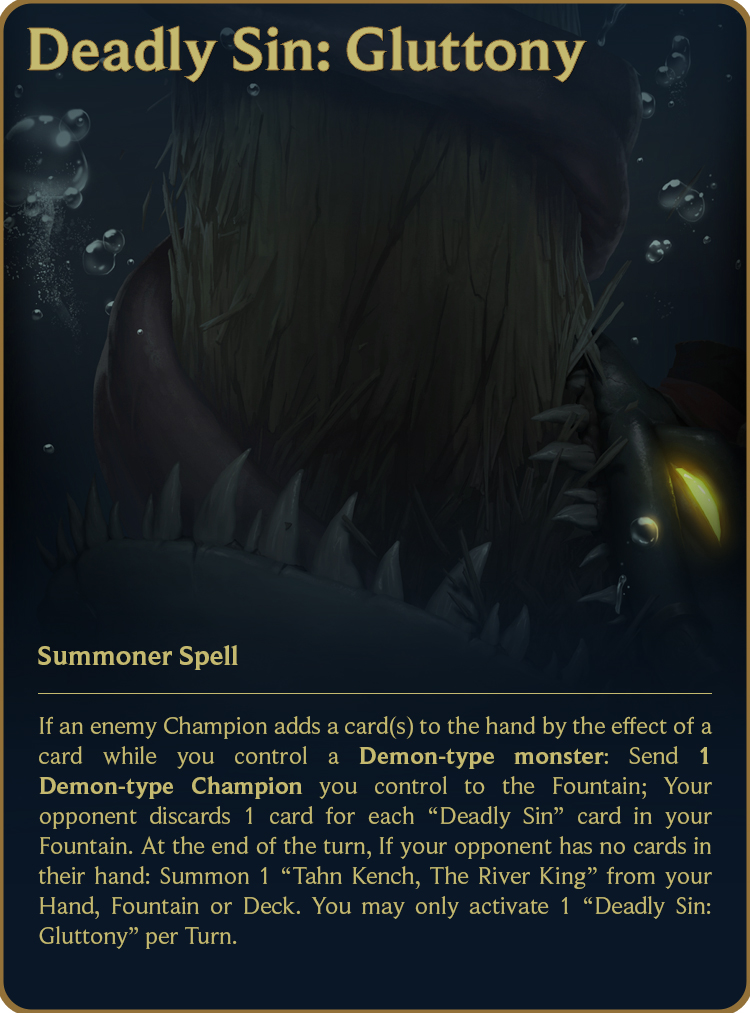 Deadly Sin: Gluttony
Summoner Spell
If an enemy Champion adds a card(s) to the hand by the effect of a
card while you control a Demon-type monster: Send 1
Demon-type Champion you control to the Fountain; Your
opponent discards 1 card for each “Deadly Sin” card in your
Fountain. At the end of the turn, If your opponent has no cards in
their hand: Summon 1 “Tahn Kench, The River King” from your
Hand, Fountain or Deck. You may only activate 1 “Deadly Sin:
Gluttony” per Turn.